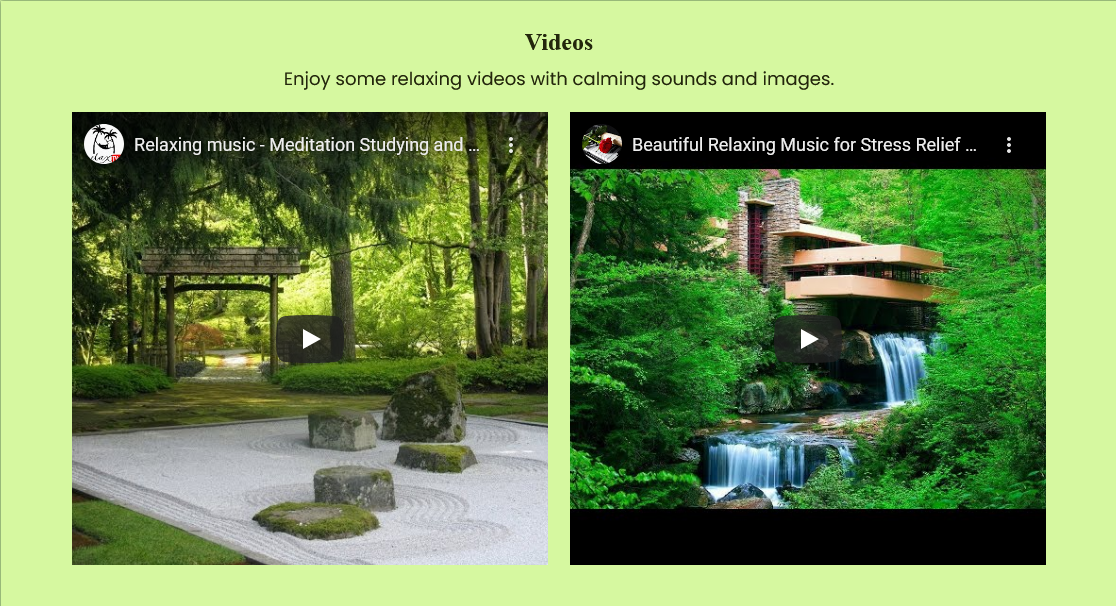 Videos
Enjoy some relaxing videos with calming sounds and images.
Relaxing music - Meditation Studying and ...
Beautiful Relaxing Music for Stress Relief ...